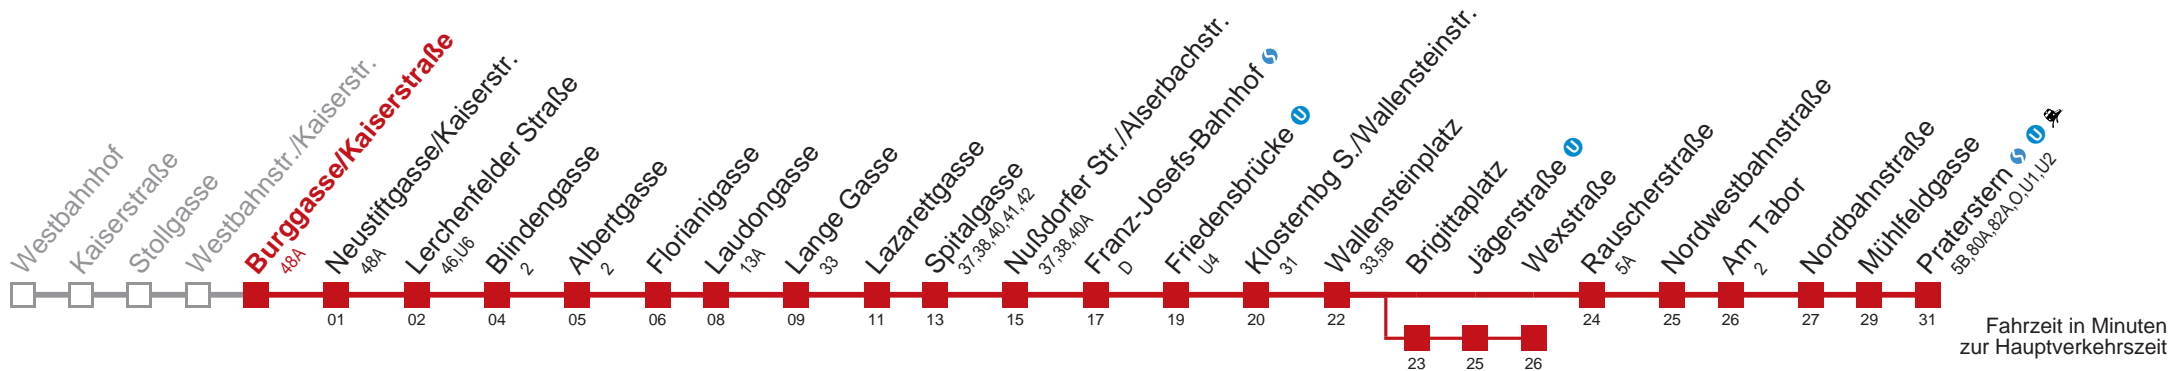 Westbahnhof
Kaiserstraße
Stollgasse
Westbahnstr./Kaiserstr.
Burggasse/Kaiserstraße
48A
Neustiftgasse/Kaiserstr.
48A
01
Lerchenfelder Straße
46,U6
02
Blindengasse
2
04
Albertgasse
2
05
Florianigasse
06
Laudongasse
13A
08
Lange Gasse
33
09
Lazarettgasse
11
Spitalgasse
37,38,40,41,42
13
Nußdorfer Str./Alserbachstr.
37,38,40A
15
Franz-Josefs-Bahnhof
D
17
Friedensbrücke U
U4
19
Klosternbg S./Wallensteinstr.
31
20
Wallensteinplatz
33,5B
22
Brigittaplatz
23
Jägerstraße U
25
Wexstraße
26
Rauscherstraße
5A
24
Nordwestbahnstraße
25
Am Tabor
2
26
Nordbahnstraße
27
Mühlfeldgasse
29
Praterstern U
5B,80A,82A,O,U1,U2
31
Fahrzeit in Minuten
zur Hauptverkehrszeit